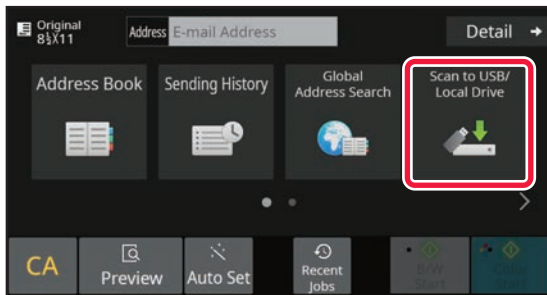 Original
8½X11
Address
E-mail Address
Detail
Address Book
Sending History
Global
Address Search
Scan to USB/
Local Drive
CA
Preview
Auto Set
Recent
Jobs
B/W
Start
Color
Start